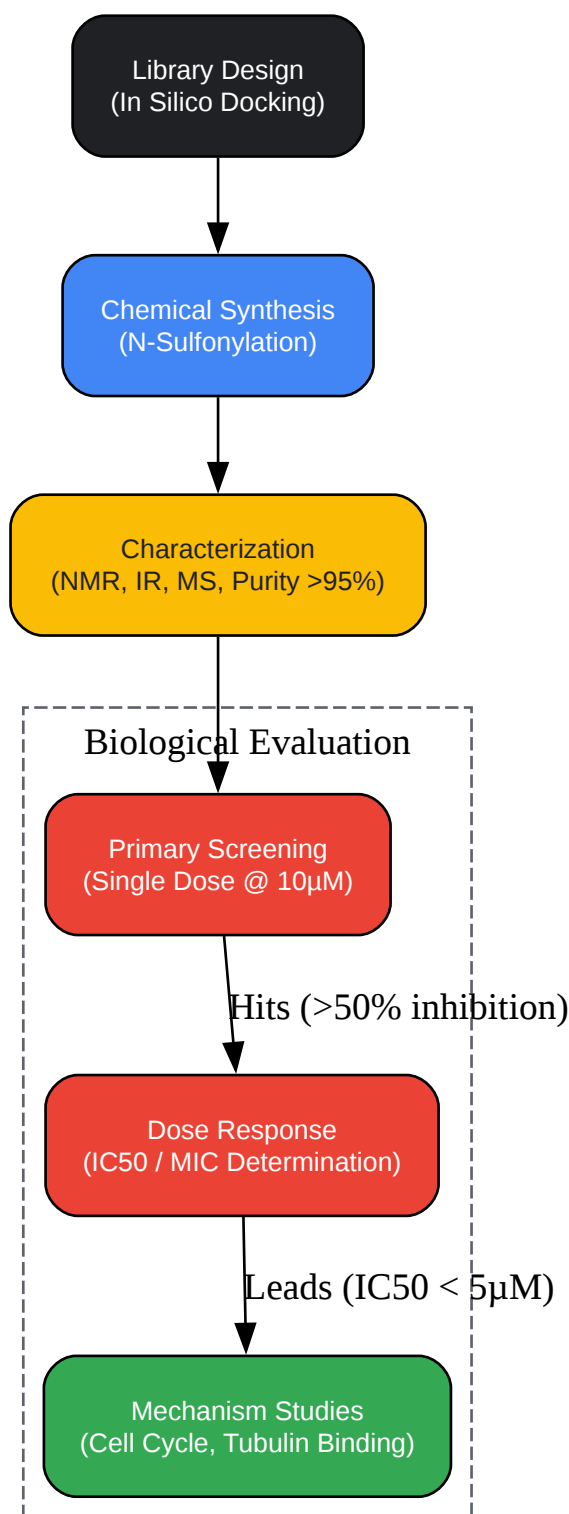 Library Design
(In Silico Docking)
Chemical Synthesis
(N-Sulfonylation)
Characterization
(NMR, IR, MS, Purity >95%)
Biological Evaluation
Primary Screening
(Single Dose @ 10µM)
Hits (>50% inhibition)
Dose Response
(IC50 / MIC Determination)
Leads (IC50 < 5µM)
Mechanism Studies
(Cell Cycle, Tubulin Binding)